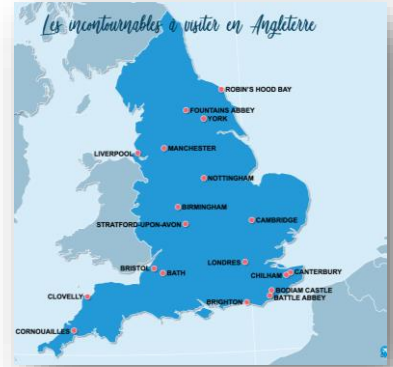 Les incontournables à visiter en Angleterre
ROBIN'S HOOD BAY
FOUNTAINS ABBEY
YORK
LIVERPOOL
MANCHESTER
NOTTINGHAM
BIRMINGHAM
STRATFORD-UPON-AVON
CAMBRIDGE
LONDRES
BRISTOL
BATH
CHILHAM
CANTERBURY
CLOVELLY
BODIAM CASTLE
BATTLE ABBEY
BRIGHTON
CORNOUAILLES